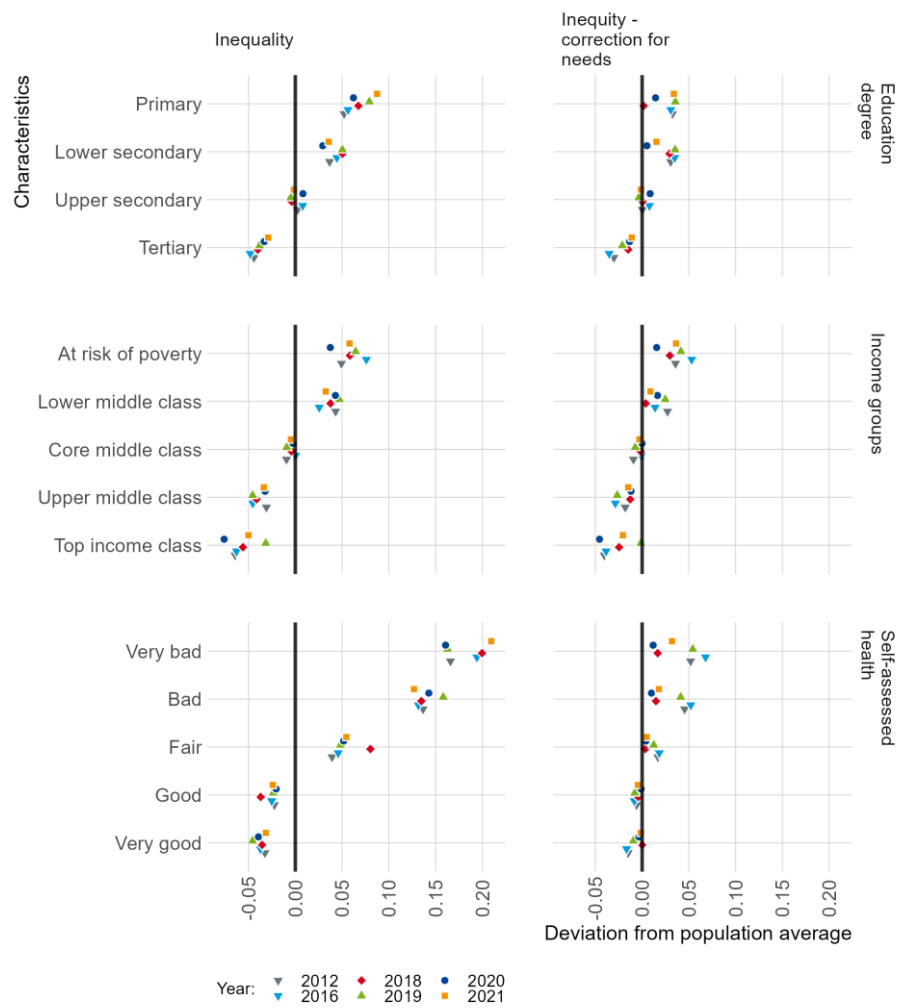 Inequality
Inequity -
correction for
needs
Characteristics
Primary
Lower secondary
Upper secondary
Tertiary
Education
degree
At risk of poverty
Lower middle class
Core middle class
Upper middle class
Top income class
Income groups
Very bad
Bad
Fair
Good
Very good
Self-assessed
health
-0.05 0.00 0.05 0.10 0.15 0.20
-0.05 0.00 0.05 0.10 0.15 0.20
Deviation from population average
Year: 2012 2018 2020
2016 2019 2021